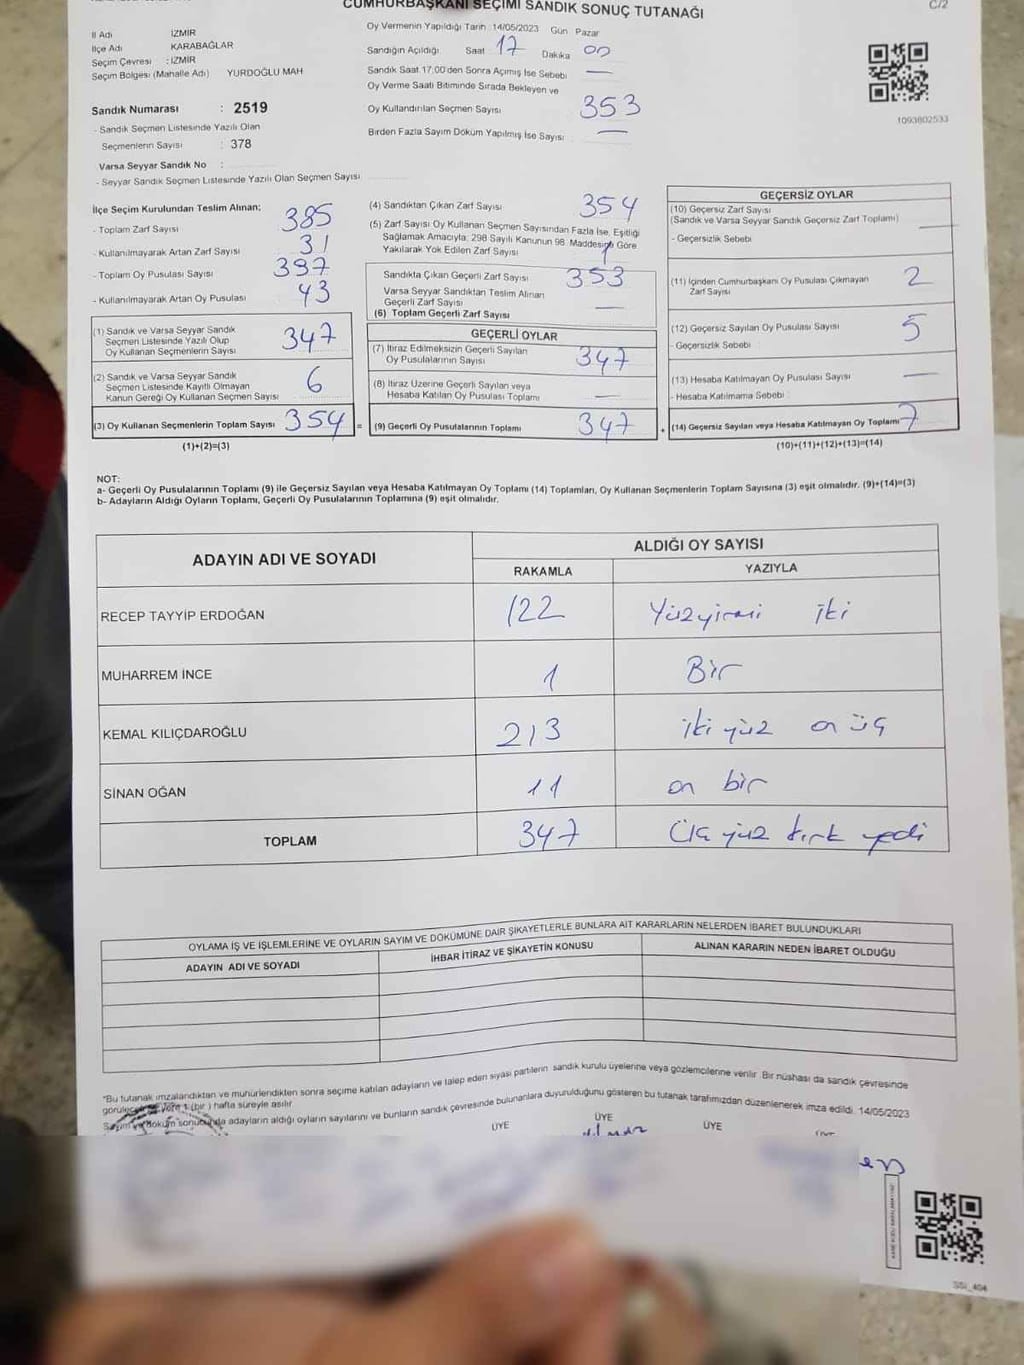 CUMHURBAŞKANI SEÇİMİ SANDIK SONUÇ TUTANAĞI
C/2
İl Adı İZMİR
İlçe Adı KARABAĞLAR
Seçim Çevresi : İZMİR
Seçim Bölgesi (Mahalle Adı) YURDOĞLU MAH
Sandık Numarası : 2519
- Sandık Seçmen Listesinde Yazılı Olan
Seçmenlerin Sayısı : 378
Varsa Seyyar Sandık No :
- Seyyar Sandık Seçmen Listesinde Yazılı Olan Seçmen Sayısı
Oy Vermenin Yapıldığı Tarih : 14/05/2023 Gün Pazar
Sandığın Açıldığı Saat 17 Dakika 00
Sandık Saat 17.00'den Sonra Açılmış İse Sebebi —
Oy Verme Saati Bitiminde Sırada Bekleyen ve
Oy Kullandırılan Seçmen Sayısı 353
Birden Fazla Sayım Döküm Yapılmış İse Sayısı —
1093802533
İlçe Seçim Kurulundan Teslim Alınan;
- Toplam Zarf Sayısı 385
- Kullanılmayarak Artan Zarf Sayısı 31
- Toplam Oy Pusulası Sayısı 397
- Kullanılmayarak Artan Oy Pusulası 43
(1) Sandık ve Varsa Seyyar Sandık
Seçmen Listesinde Yazılı Olup
Oy Kullanan Seçmenlerin Sayısı 347
(2) Sandık ve Varsa Seyyar Sandık
Seçmen Listesinde Kayıtlı Olmayan
Kanun Gereği Oy Kullanan Seçmen Sayısı 6
(3) Oy Kullanan Seçmenlerin Toplam Sayısı 354 =
(1)+(2)=(3)
(4) Sandıktan Çıkan Zarf Sayısı 354
(5) Zarf Sayısı Oy Kullanan Seçmen Sayısından Fazla İse, Eşitliği
Sağlamak Amacıyla; 298 Sayılı Kanunun 98. Maddesine Göre
Yakılarak Yok Edilen Zarf Sayısı 1
Sandıkta Çıkan Geçerli Zarf Sayısı 353
Varsa Seyyar Sandıktan Teslim Alınan
Geçerli Zarf Sayısı —
(6) Toplam Geçerli Zarf Sayısı
GEÇERLİ OYLAR
(7) İtiraz Edilmeksizin Geçerli Sayılan
Oy Pusulalarının Sayısı 347
(8) İtiraz Üzerine Geçerli Sayılan veya
Hesaba Katılan Oy Pusulası Toplamı —
(9) Geçerli Oy Pusulalarının Toplamı 347 +
GEÇERSİZ OYLAR
(10) Geçersiz Zarf Sayısı
(Sandık ve Varsa Seyyar Sandık Geçersiz Zarf Toplamı) —
- Geçersizlik Sebebi
(11) İçinden Cumhurbaşkanı Oy Pusulası Çıkmayan
Zarf Sayısı 2
(12) Geçersiz Sayılan Oy Pusulası Sayısı 5
- Geçersizlik Sebebi
(13) Hesaba Katılmayan Oy Pusulası Sayısı —
- Hesaba Katılmama Sebebi :
(14) Geçersiz Sayılan veya Hesaba Katılmayan Oy Toplamı 7
(10)+(11)+(12)+(13)=(14)
NOT:
a- Geçerli Oy Pusulalarının Toplamı (9) ile Geçersiz Sayılan veya Hesaba Katılmayan Oy Toplamı (14) Toplamları, Oy Kullanan Seçmenlerin Toplam Sayısına (3) eşit olmalıdır. (9)+(14)=(3)
b- Adayların Aldığı Oyların Toplamı, Geçerli Oy Pusulalarının Toplamına (9) eşit olmalıdır.
ADAYIN ADI VE SOYADI
ALDIĞI OY SAYISI
RAKAMLA YAZIYLA
RECEP TAYYİP ERDOĞAN 122 Yüzyirmi iki
MUHARREM İNCE 1 Bir
KEMAL KILIÇDAROĞLU 213 iki yüz on üç
SİNAN OĞAN 11 on bir
TOPLAM 347 Üç yüz kırk yedi
OYLAMA İŞ VE İŞLEMLERİNE VE OYLARIN SAYIM VE DÖKÜMÜNE DAİR ŞİKAYETLERLE BUNLARA AİT KARARLARIN NELERDEN İBARET BULUNDUKLARI
ADAYIN ADI VE SOYADI İHBAR İTİRAZ VE ŞİKAYETİN KONUSU ALINAN KARARIN NEDEN İBARET OLDUĞU
*Bu tutanak imzalandıktan ve mühürlendikten sonra seçime katılan adayların ve talep eden siyasi partilerin sandık kurulu üyelerine veya gözlemcilerine verilir. Bir nüshası da sandık çevresinde
görülecek yere 1 (bir) hafta süreyle asılır
Sayım ve döküm sonucunda adayların aldığı oyların sayılarını ve bunların sandık çevresinde bulunanlara duyurulduğunu gösteren bu tutanak tarafımızdan düzenlenerek imza edildi. 14/05/2023
ÜYE ÜYE ÜYE